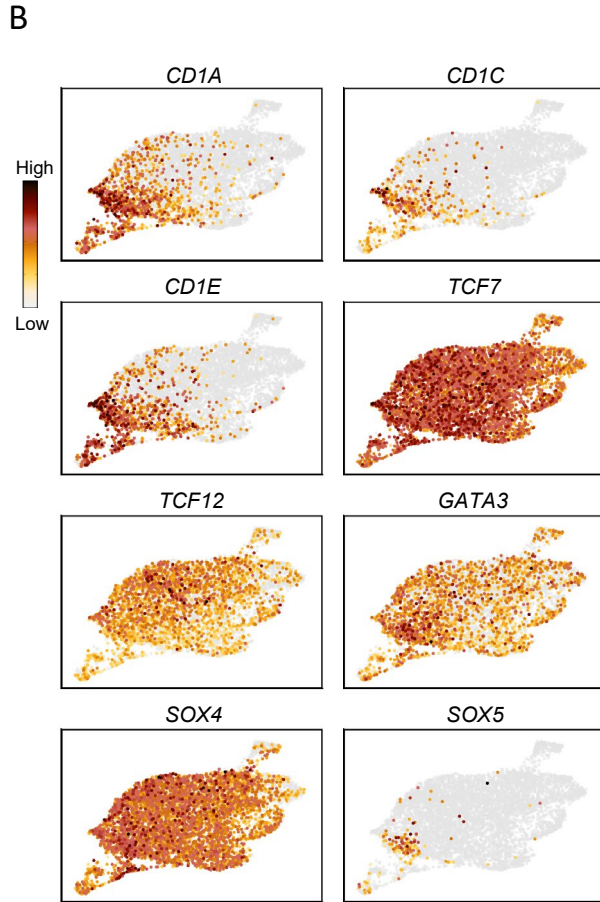 B
CD1A CD1C
High
Low
CD1E TCF7
TCF12 GATA3
SOX4 SOX5